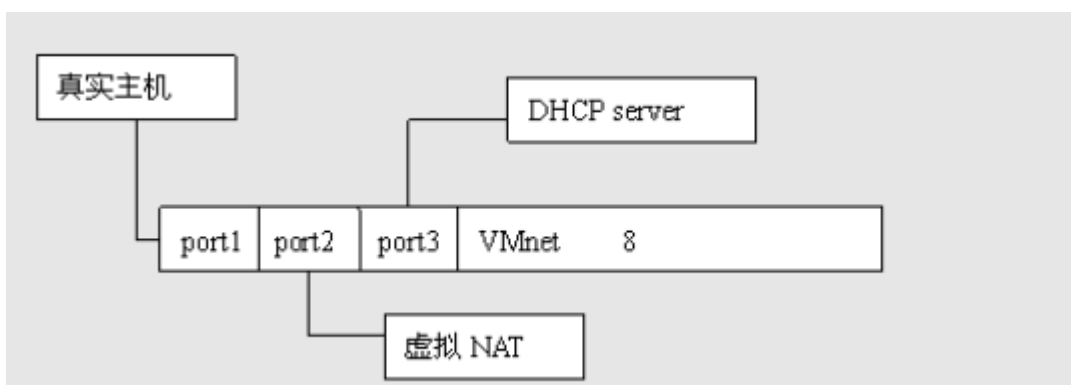 真实主机
DHCP server
port1 port2 port3 VMnet 8
虚拟 NAT